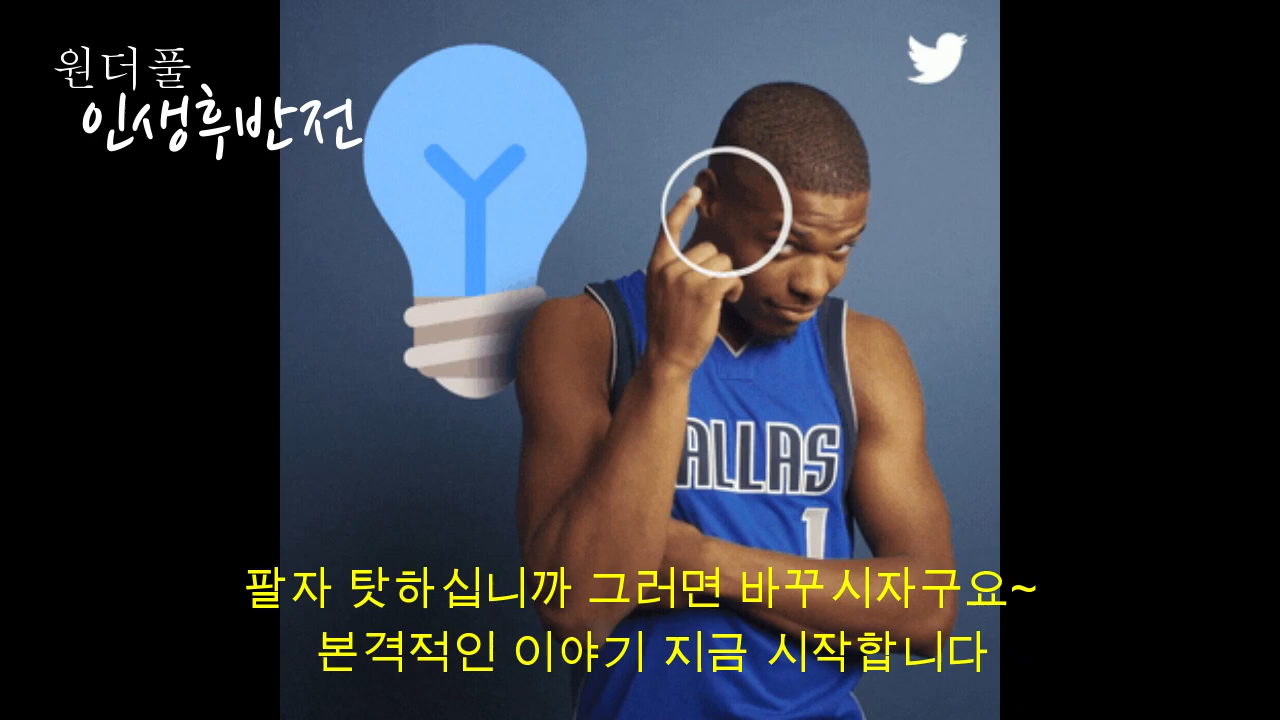 원더풀
인생후반전
DALLAS
1
팔자 탓하십니까 그러면 바꾸시자구요~
본격적인 이야기 지금 시작합니다